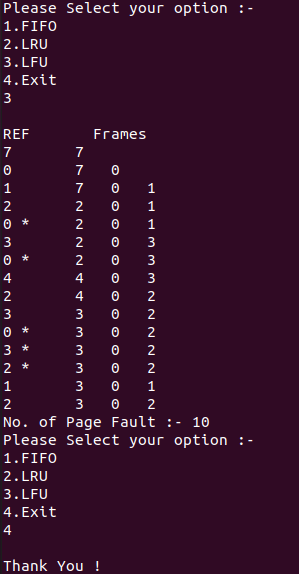 Please Select your option :-
1.FIFO
2.LRU
3.LFU
4.Exit
3
REF Frames
7 7
0 7 0
1 7 0 1
2 2 0 1
0 * 2 0 1
3 2 0 3
0 * 2 0 3
4 4 0 3
2 4 0 2
3 3 0 2
0 * 3 0 2
3 * 3 0 2
2 * 3 0 2
1 3 0 1
2 3 0 2
No. of Page Fault :- 10
Please Select your option :-
1.FIFO
2.LRU
3.LFU
4.Exit
4
Thank You !